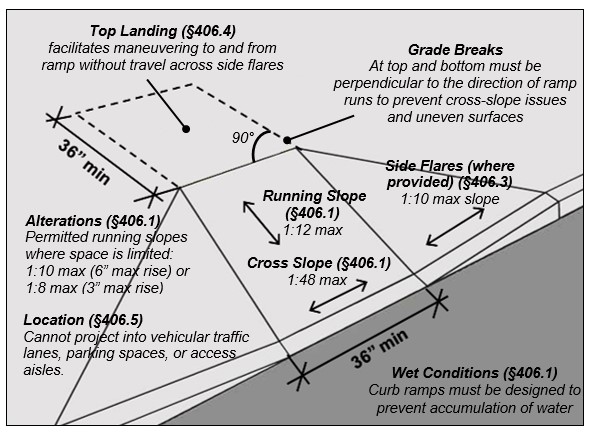 Top Landing (§406.4)
facilitates maneuvering to and from
ramp without travel across side flares
Grade Breaks
At top and bottom must be
perpendicular to the direction of ramp
runs to prevent cross-slope issues
and uneven surfaces
90°
36” min
Side Flares (where
provided) (§406.3)
1:10 max slope
Running Slope
(§406.1)
1:12 max
Alterations (§406.1)
Permitted running slopes
where space is limited:
1:10 max (6” max rise) or
1:8 max (3” max rise)
Cross Slope (§406.1)
1:48 max
Location (§406.5)
Cannot project into vehicular traffic
lanes, parking spaces, or access
aisles.
36” min
Wet Conditions (§406.1)
Curb ramps must be designed to
prevent accumulation of water